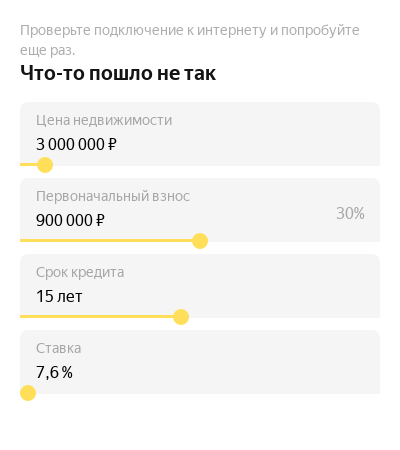 Проверьте подключение к интернету и попробуйте
еще раз.
Что-то пошло не так
Цена недвижимости
3 000 000 ₽
Первоначальный взнос
900 000 ₽
30%
Срок кредита
15 лет
Ставка
7,6 %